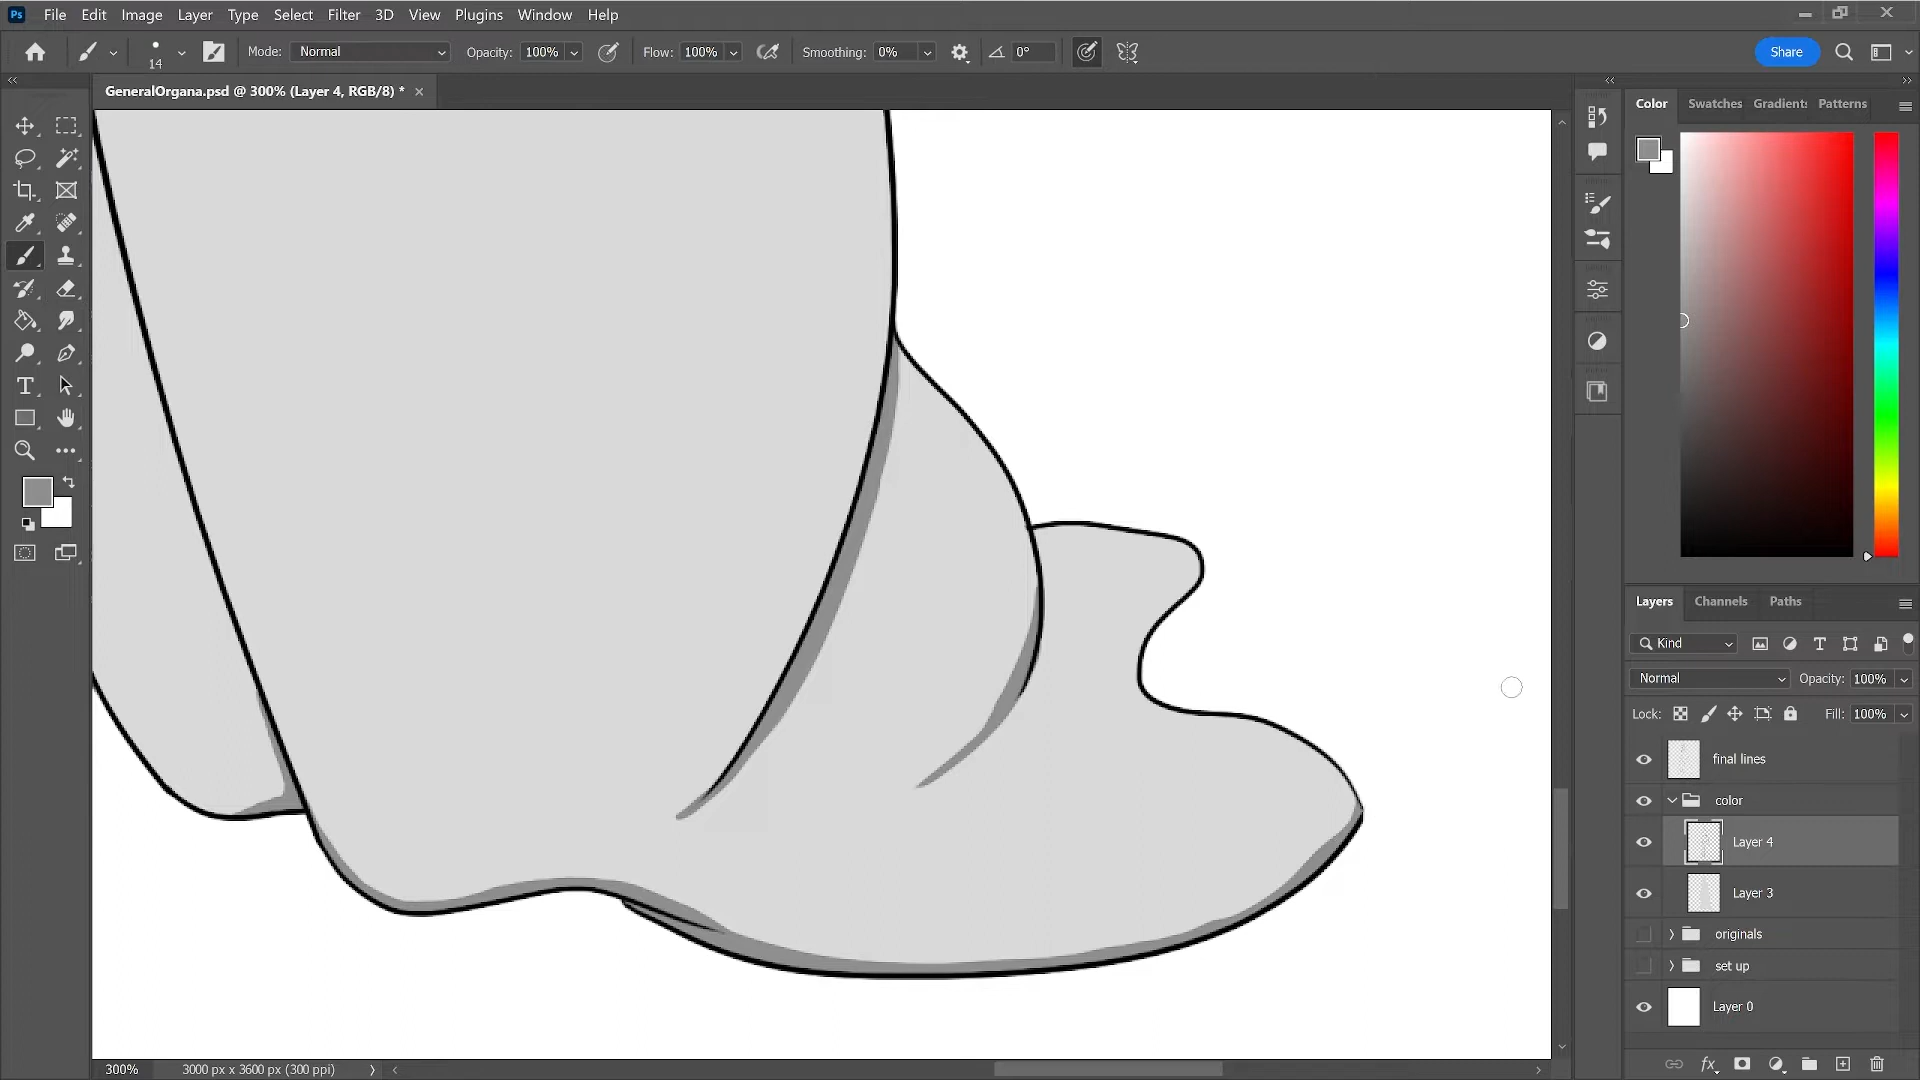 Ps File Edit Image Layer Type Select Filter 3D View Plugins Window Help
14 Mode: Normal Opacity: 100% Flow: 100% Smoothing: 0% 0° Share
GeneralOrgana.psd @ 300% (Layer 4, RGB/8) *
Color Swatches Gradients Patterns
Layers Channels Paths
Kind
Normal Opacity: 100%
Lock: Fill: 100%
final lines
color
Layer 4
Layer 3
originals
set up
Layer 0
300% 3000 px x 3600 px (300 ppi)